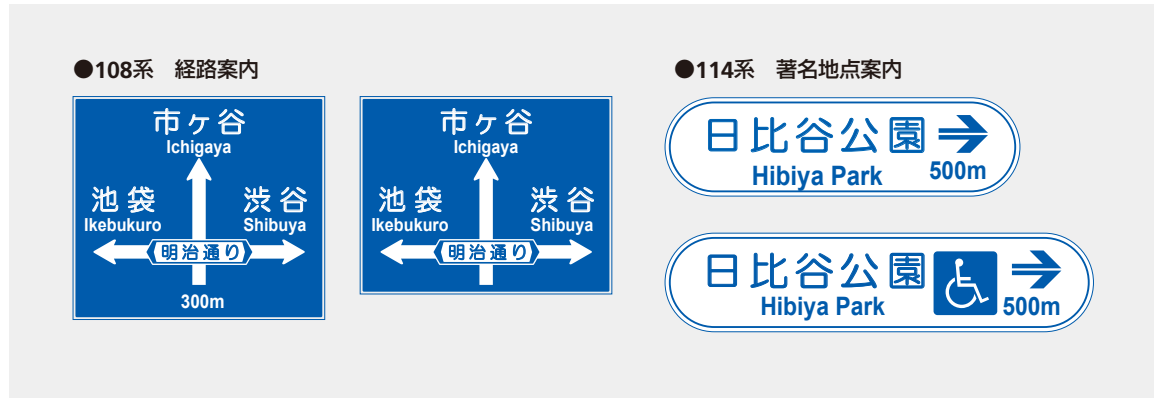 ●108系　経路案内
市ヶ谷
Ichigaya
池袋
Ikebukuro
渋谷
Shibuya
明治通り
300m
市ヶ谷
Ichigaya
池袋
Ikebukuro
渋谷
Shibuya
明治通り
●114系　著名地点案内
日比谷公園
Hibiya Park
500m
日比谷公園
Hibiya Park
500m